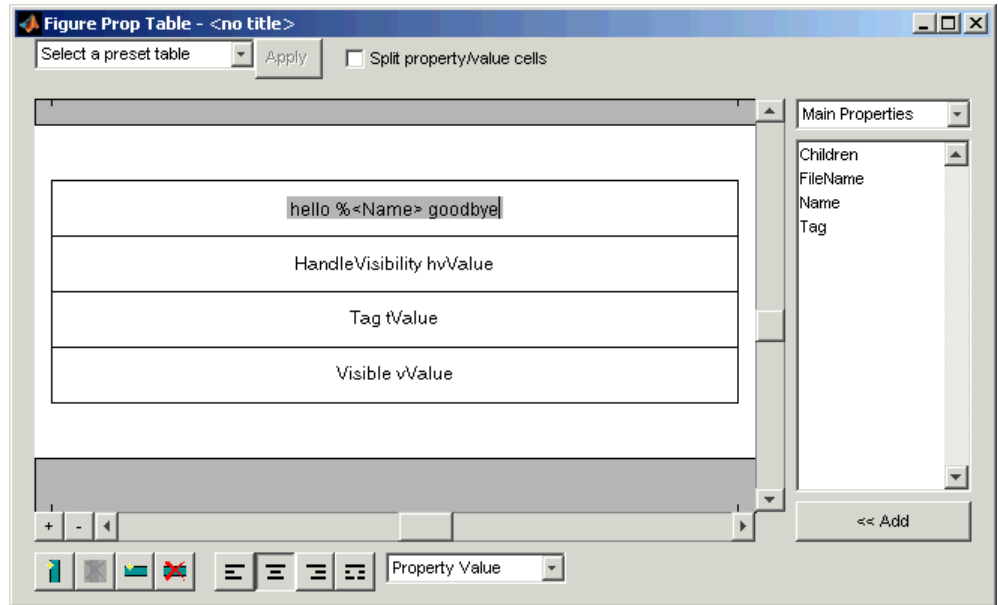 Figure Prop Table - <no title>
Select a preset table
Apply
Split property/value cells
Main Properties
Children
FileName
Name
Tag
hello %<Name> goodbye
HandleVisibility hvValue
Tag tValue
Visible vValue
<< Add
+ -
Property Value